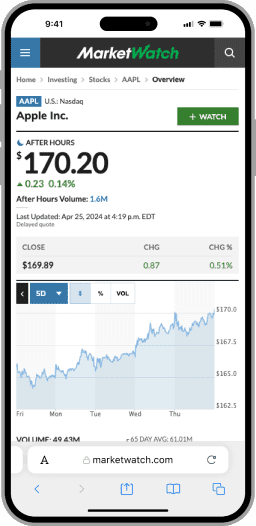 9:41
MarketWatch
Home > Investing > Stocks > AAPL > Overview
AAPL U.S.: Nasdaq
Apple Inc.
+ WATCH
AFTER HOURS
$170.20
0.23 0.14%
After Hours Volume: 1.6M
Last Updated: Apr 25, 2024 at 4:19 p.m. EDT
Delayed quote
CLOSE CHG CHG %
$169.89 0.87 0.51%
5D % VOL
$170.0
$167.5
$165.0
$162.5
Fri Mon Tue Wed Thu
VOLUME: 49.43M 65 DAY AVG: 61.01M
A marketwatch.com